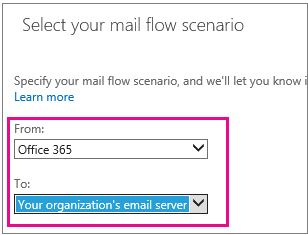 Select your mail flow scenario
Specify your mail flow scenario, and we'll let you know i
Learn more
From:
Office 365
To:
Your organization's email server